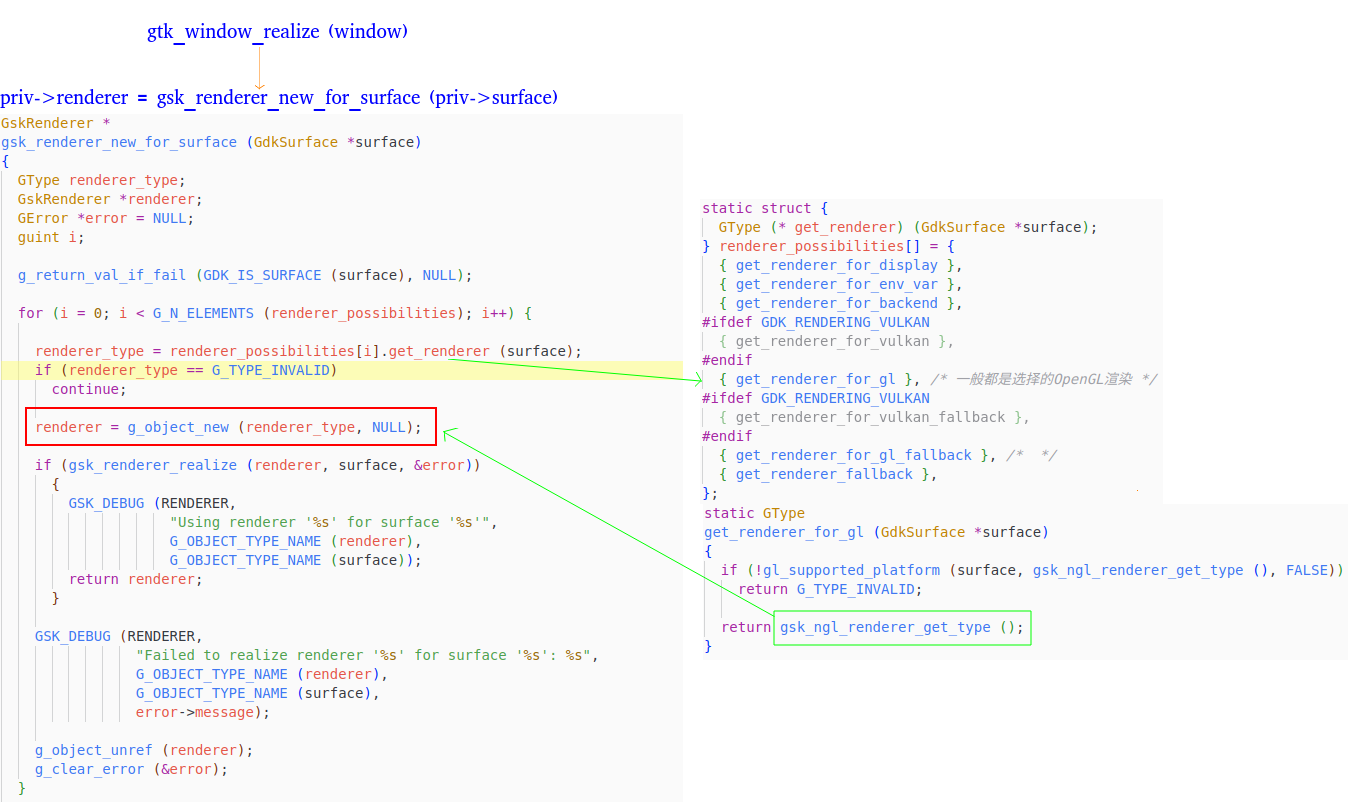 gtk_window_realize (window)
priv->renderer = gsk_renderer_new_for_surface (priv->surface)
GskRenderer *
gsk_renderer_new_for_surface (GdkSurface *surface)
{
  GType renderer_type;
  GskRenderer *renderer;
  GError *error = NULL;
  guint i;
  g_return_val_if_fail (GDK_IS_SURFACE (surface), NULL);
  for (i = 0; i < G_N_ELEMENTS (renderer_possibilities); i++) {
    renderer_type = renderer_possibilities[i].get_renderer (surface);
    if (renderer_type == G_TYPE_INVALID)
      continue;
    renderer = g_object_new (renderer_type, NULL);
    if (gsk_renderer_realize (renderer, surface, &error))
      {
        GSK_DEBUG (RENDERER,
                    "Using renderer '%s' for surface '%s'",
                    G_OBJECT_TYPE_NAME (renderer),
                    G_OBJECT_TYPE_NAME (surface));
        return renderer;
      }
    GSK_DEBUG (RENDERER,
                "Failed to realize renderer '%s' for surface '%s': %s",
                G_OBJECT_TYPE_NAME (renderer),
                G_OBJECT_TYPE_NAME (surface),
                error->message);
    g_object_unref (renderer);
    g_clear_error (&error);
  }
static struct {
  GType (* get_renderer) (GdkSurface *surface);
} renderer_possibilities[] = {
  { get_renderer_for_display },
  { get_renderer_for_env_var },
  { get_renderer_for_backend },
#ifdef GDK_RENDERING_VULKAN
  { get_renderer_for_vulkan },
#endif
  { get_renderer_for_gl }, /* 一般都是选择的OpenGL渲染 */
#ifdef GDK_RENDERING_VULKAN
  { get_renderer_for_vulkan_fallback },
#endif
  { get_renderer_for_gl_fallback }, /*  */
  { get_renderer_fallback },
};
static GType
get_renderer_for_gl (GdkSurface *surface)
{
  if (!gl_supported_platform (surface, gsk_ngl_renderer_get_type (), FALSE))
    return G_TYPE_INVALID;
  return gsk_ngl_renderer_get_type ();
}